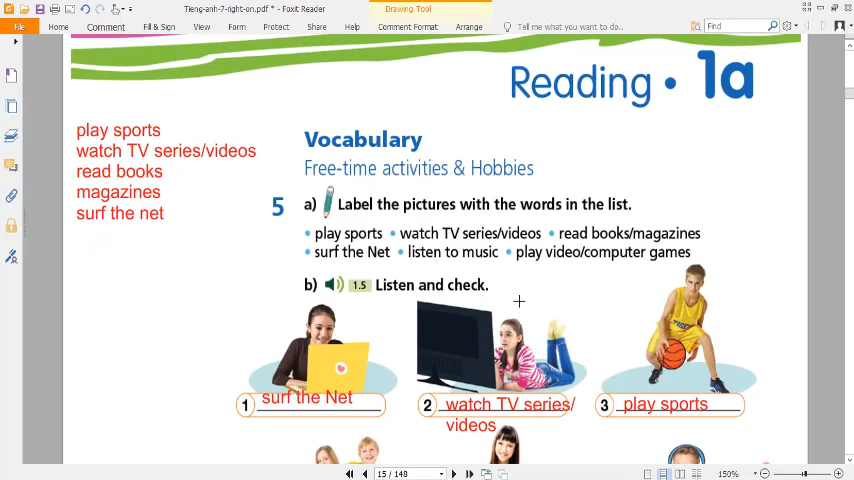 Tieng-anh-7-right-on.pdf * - Foxit Reader
Drawing Tool
File Home Comment Fill & Sign View Form Protect Share Help Comment Format Arrange Tell me what you want to do... Find
Reading • 1a
play sports
watch TV series/videos
read books
magazines
surf the net
Vocabulary
Free-time activities & Hobbies
5 a) Label the pictures with the words in the list.
• play sports • watch TV series/videos • read books/magazines
• surf the Net • listen to music • play video/computer games
b) 1.5 Listen and check.
TIGER
1 surf the Net
2 watch TV series/
videos
3 play sports
15 / 148
150%